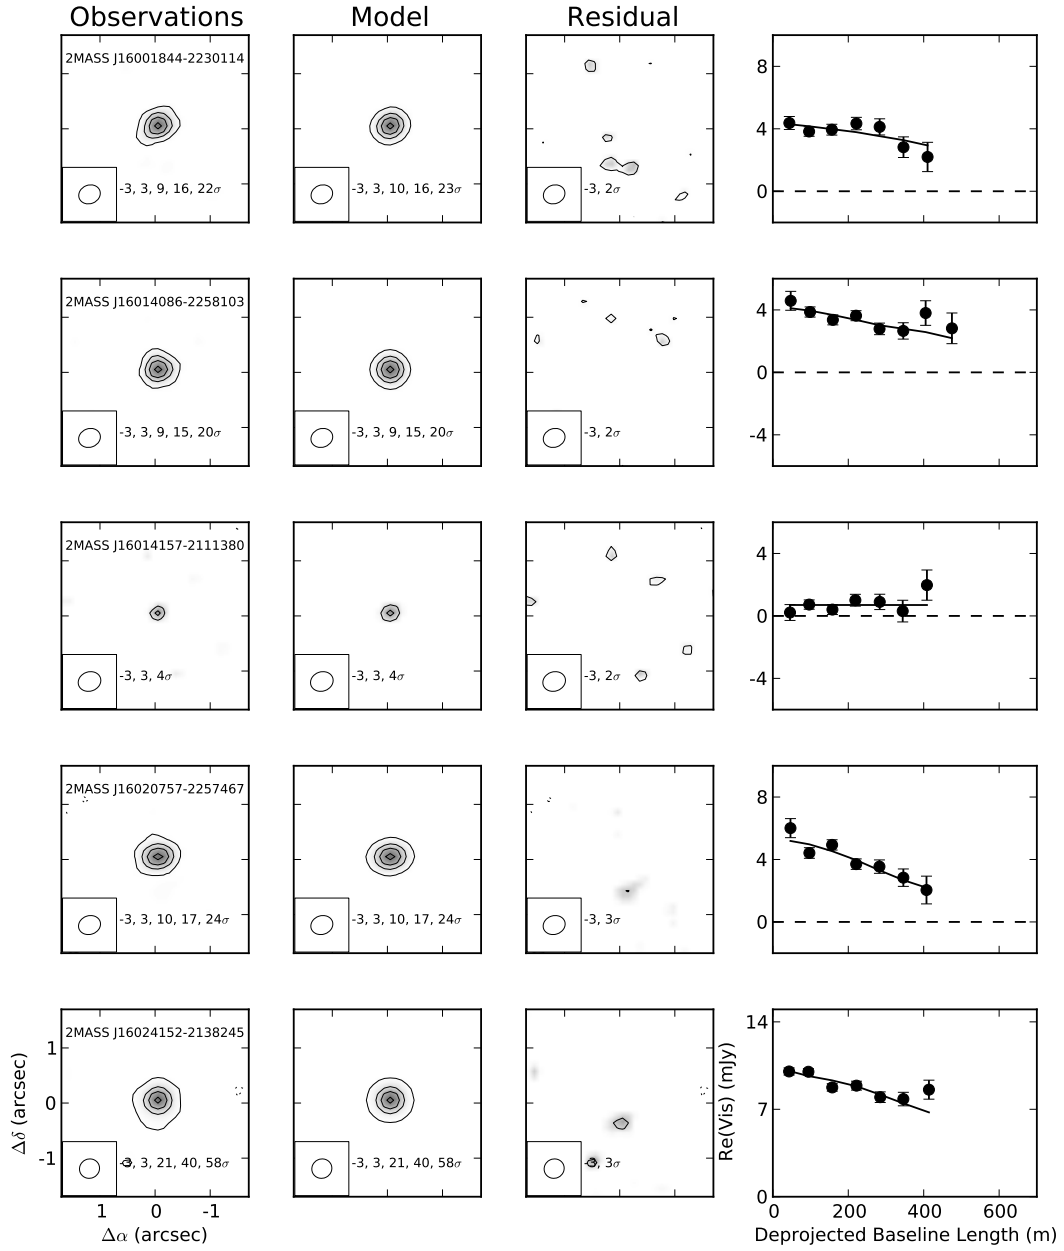 Observations Model Residual
2MASS J16001844-2230114
-3, 3, 9, 16, 22σ
-3, 3, 10, 16, 23σ
-3, 2σ
8
4
0
2MASS J16014086-2258103
-3, 3, 9, 15, 20σ
-3, 3, 9, 15, 20σ
-3, 2σ
4
0
-4
2MASS J16014157-2111380
-3, 3, 4σ
-3, 3, 4σ
-3, 2σ
4
0
-4
2MASS J16020757-2257467
-3, 3, 10, 17, 24σ
-3, 3, 10, 17, 24σ
-3, 3σ
8
4
0
2MASS J16024152-2138245
-3, 3, 21, 40, 58σ
-3, 3, 21, 40, 58σ
-3, 3σ
Δδ (arcsec)
1
0
-1
1 0 -1
Δα (arcsec)
Re(Vis) (mJy)
14
7
0
0 200 400 600
Deprojected Baseline Length (m)